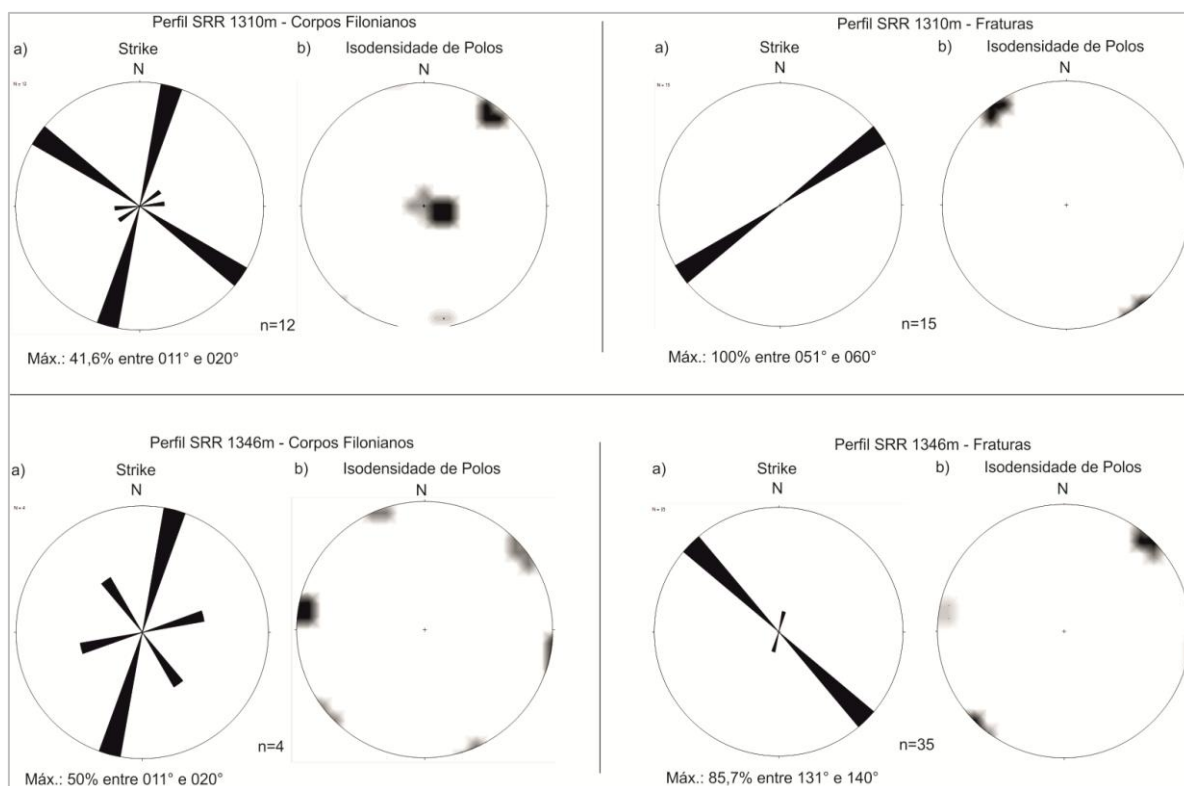 Perfil SRR 1310m - Corpos Filonianos
a)
Strike
b)
Isodensidade de Polos
N
N
N = 12
n=12
Máx.: 41,6% entre 011° e 020°
Perfil SRR 1310m - Fraturas
a)
Strike
b)
Isodensidade de Polos
N
N
N = 15
n=15
Máx.: 100% entre 051° e 060°
Perfil SRR 1346m - Corpos Filonianos
a)
Strike
b)
Isodensidade de Polos
N
N
N = 4
n=4
Máx.: 50% entre 011° e 020°
Perfil SRR 1346m - Fraturas
a)
Strike
b)
Isodensidade de Polos
N
N
n=35
Máx.: 85,7% entre 131° e 140°